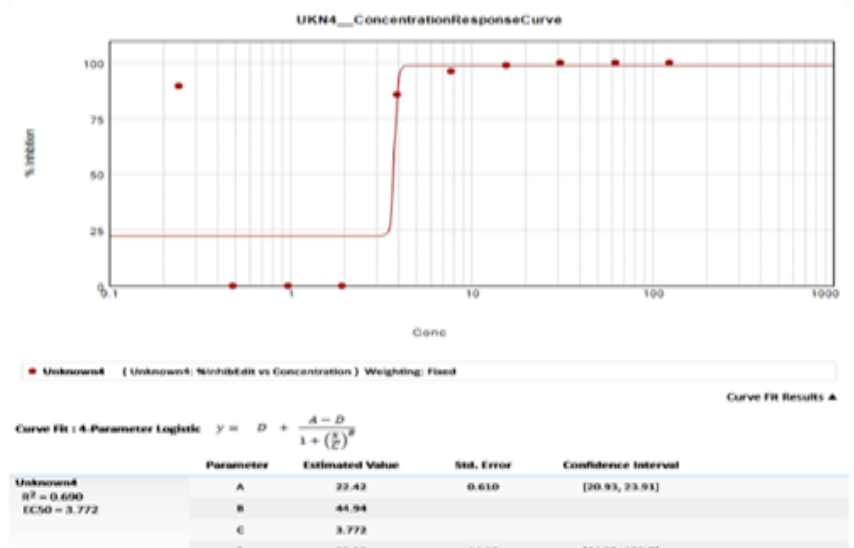 UKN4__ConcentrationResponseCurve
% Inhibition
100
75
50
25
0
0.1 1 10 100 1000
Conc
Unknown4 ( Unknown4: %InhibEdit vs Concentration ) Weighting: Fixed
Curve Fit Results ▲
Curve Fit : 4-Parameter Logistic y = D + A − D / 1 + (x/C)^B
Parameter Estimated Value Std. Error Confidence Interval
Unknown4
R² = 0.690
EC50 = 3.772
A 22.42 0.610 [20.93, 23.91]
B 44.94
C 3.772